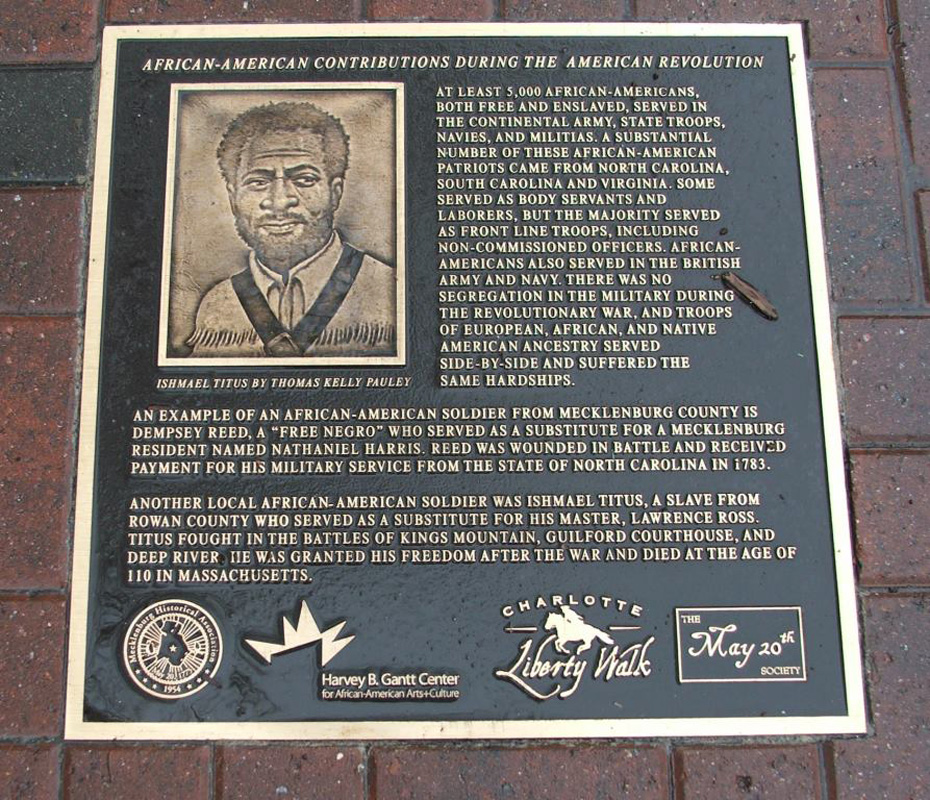 AFRICAN-AMERICAN CONTRIBUTIONS DURING THE AMERICAN REVOLUTION
AT LEAST 5,000 AFRICAN-AMERICANS,
BOTH FREE AND ENSLAVED, SERVED IN
THE CONTINENTAL ARMY, STATE TROOPS,
NAVIES, AND MILITIAS. A SUBSTANTIAL
NUMBER OF THESE AFRICAN-AMERICAN
PATRIOTS CAME FROM NORTH CAROLINA,
SOUTH CAROLINA AND VIRGINIA. SOME
SERVED AS BODY SERVANTS AND
LABORERS, BUT THE MAJORITY SERVED
AS FRONT LINE TROOPS, INCLUDING
NON-COMMISSIONED OFFICERS. AFRICAN-
AMERICANS ALSO SERVED IN THE BRITISH
ARMY AND NAVY. THERE WAS NO
SEGREGATION IN THE MILITARY DURING
THE REVOLUTIONARY WAR, AND TROOPS
OF EUROPEAN, AFRICAN, AND NATIVE
AMERICAN ANCESTRY SERVED
SIDE-BY-SIDE AND SUFFERED THE
SAME HARDSHIPS.
ISHMAEL TITUS BY THOMAS KELLY PAULEY
AN EXAMPLE OF AN AFRICAN-AMERICAN SOLDIER FROM MECKLENBURG COUNTY IS
DEMPSEY REED, A "FREE NEGRO" WHO SERVED AS A SUBSTITUTE FOR A MECKLENBURG
RESIDENT NAMED NATHANIEL HARRIS. REED WAS WOUNDED IN BATTLE AND RECEIVED
PAYMENT FOR HIS MILITARY SERVICE FROM THE STATE OF NORTH CAROLINA IN 1783.
ANOTHER LOCAL AFRICAN-AMERICAN SOLDIER WAS ISHMAEL TITUS, A SLAVE FROM
ROWAN COUNTY WHO SERVED AS A SUBSTITUTE FOR HIS MASTER, LAWRENCE ROSS.
TITUS FOUGHT IN THE BATTLES OF KINGS MOUNTAIN, GUILFORD COURTHOUSE, AND
DEEP RIVER. HE WAS GRANTED HIS FREEDOM AFTER THE WAR AND DIED AT THE AGE OF
110 IN MASSACHUSETTS.
Mecklenburg Historical Association
1954
Harvey B. Gantt Center
for African-American Arts+Culture
CHARLOTTE
Liberty Walk
THE
May 20th
SOCIETY